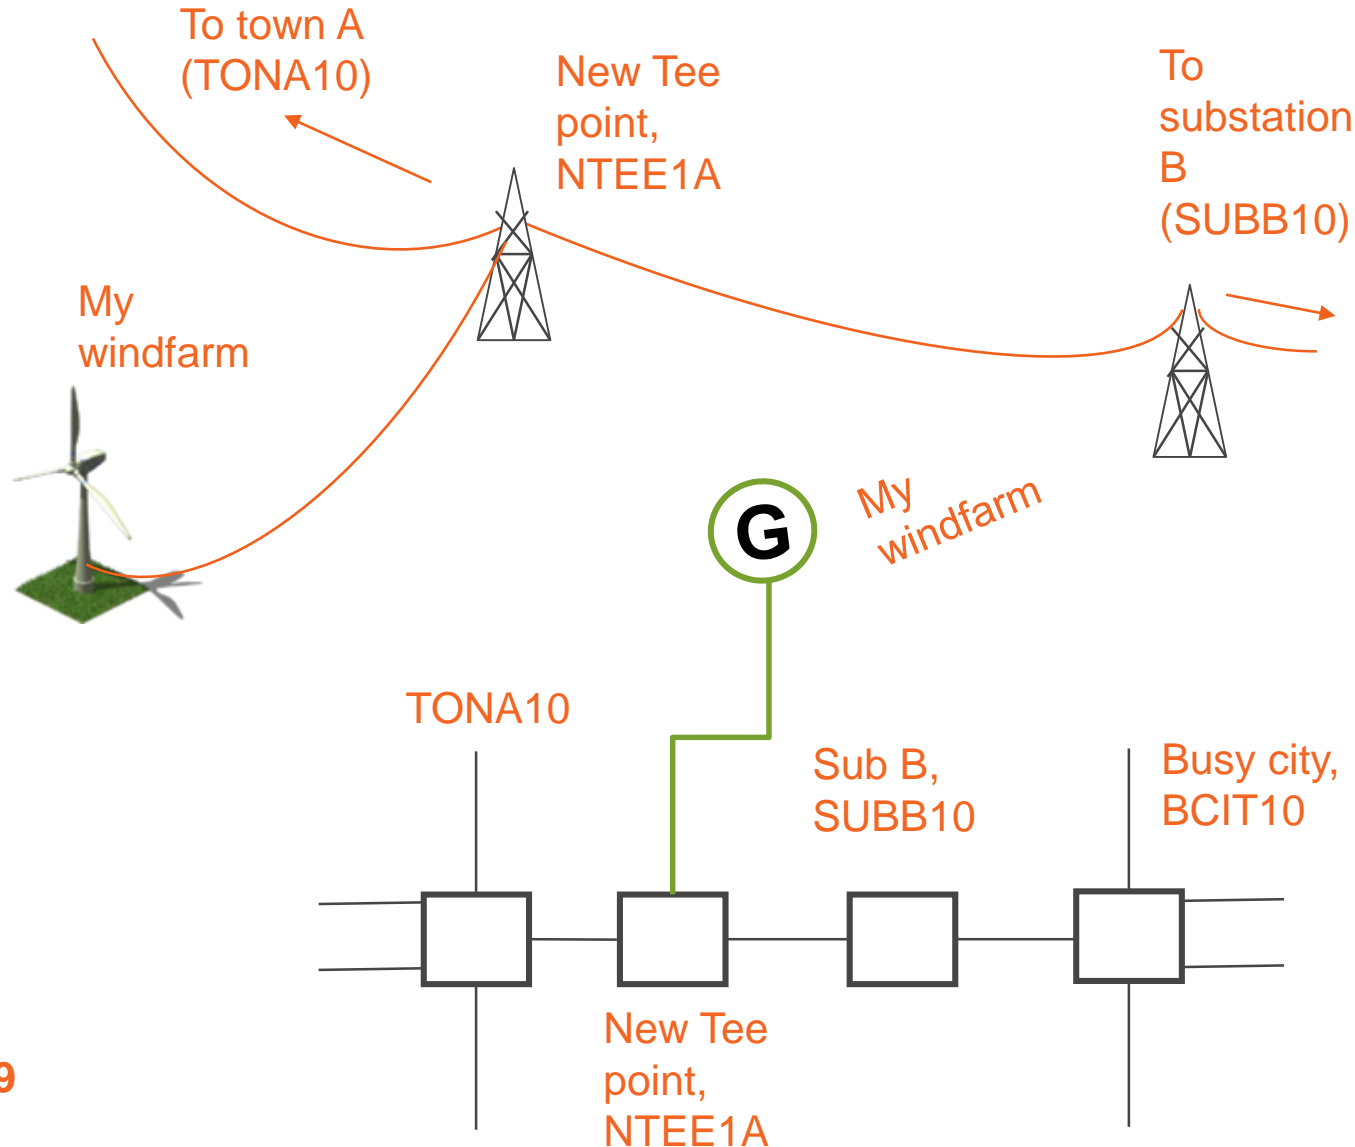 To town A
(TONA10)
New Tee
point,
NTEE1A
To
substation
B
(SUBB10)
My
windfarm
G
My
windfarm
TONA10
Sub B,
SUBB10
Busy city,
BCIT10
New Tee
point,
NTEE1A
9